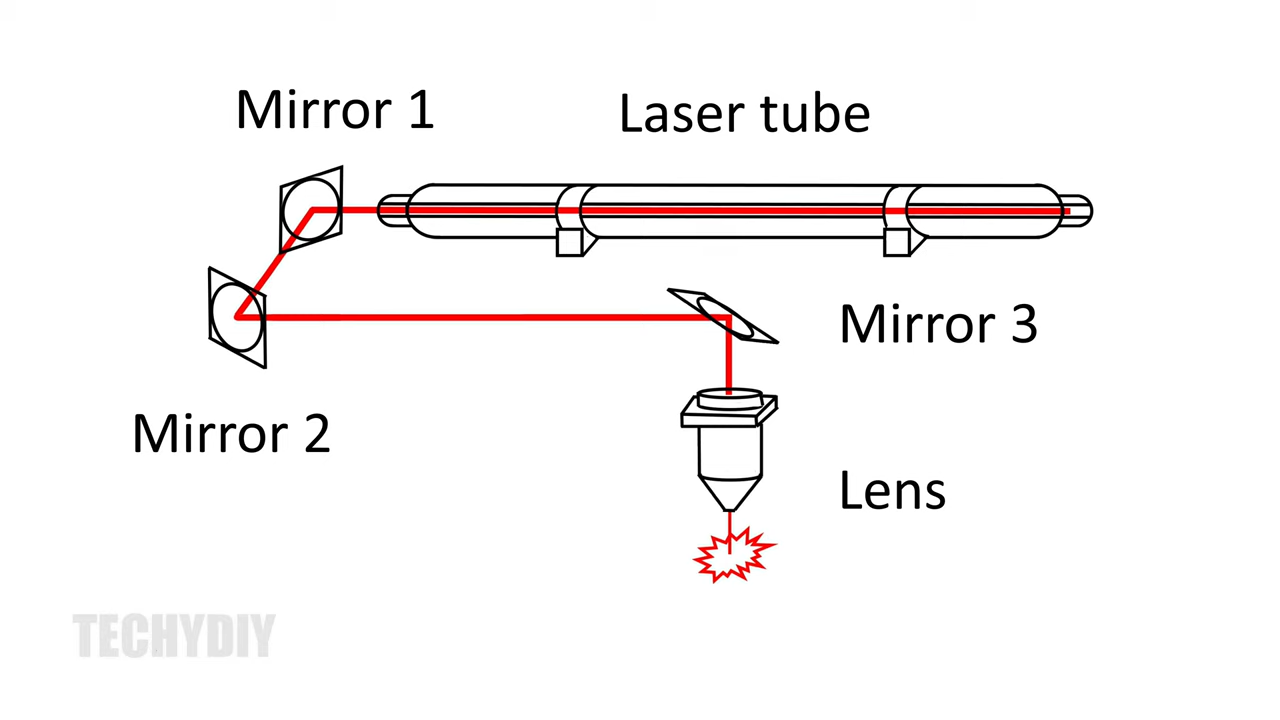 Mirror 1
Laser tube
Mirror 3
Mirror 2
Lens
TECHYDIY